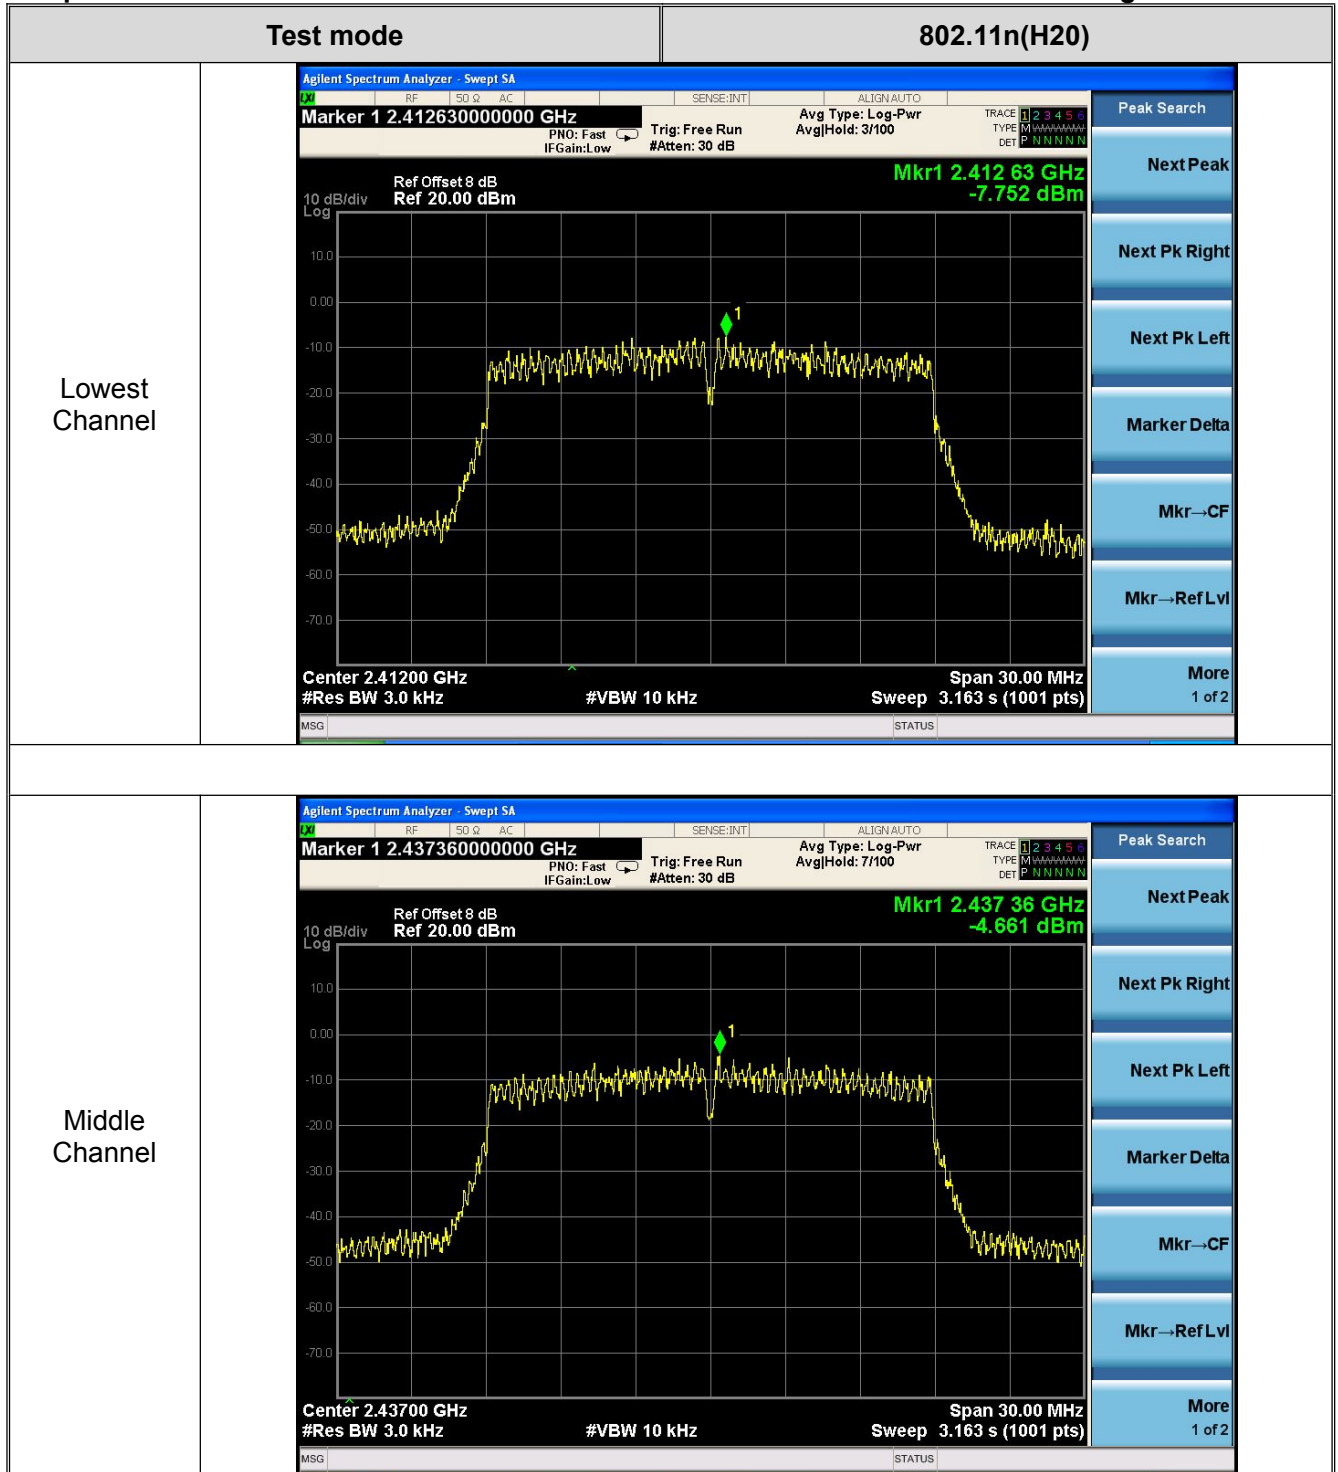 Test mode 802.11n(H20)
Lowest
Channel
Agilent Spectrum Analyzer - Swept SA
LXI RF 50 Ω AC SENSE:INT ALIGN AUTO
Marker 1 2.412630000000 GHz
PNO: Fast
IFGain:Low
Trig: Free Run
#Atten: 30 dB
Avg Type: Log-Pwr
Avg|Hold: 3/100
TRACE 1 2 3 4 5 6
TYPE M
DET P N N N N N
Mkr1 2.412 63 GHz
-7.752 dBm
Ref Offset 8 dB
10 dB/div Ref 20.00 dBm
Log
10.0
0.00
-10.0
-20.0
-30.0
-40.0
-50.0
-60.0
-70.0
1
Center 2.41200 GHz Span 30.00 MHz
#Res BW 3.0 kHz #VBW 10 kHz Sweep 3.163 s (1001 pts)
MSG STATUS
Peak Search
Next Peak
Next Pk Right
Next Pk Left
Marker Delta
Mkr→CF
Mkr→Ref Lvl
More
1 of 2
Middle
Channel
Agilent Spectrum Analyzer - Swept SA
LXI RF 50 Ω AC SENSE:INT ALIGN AUTO
Marker 1 2.437360000000 GHz
PNO: Fast
IFGain:Low
Trig: Free Run
#Atten: 30 dB
Avg Type: Log-Pwr
Avg|Hold: 7/100
TRACE 1 2 3 4 5 6
TYPE M
DET P N N N N N
Mkr1 2.437 36 GHz
-4.661 dBm
Ref Offset 8 dB
10 dB/div Ref 20.00 dBm
Log
10.0
0.00
-10.0
-20.0
-30.0
-40.0
-50.0
-60.0
-70.0
1
Center 2.43700 GHz Span 30.00 MHz
#Res BW 3.0 kHz #VBW 10 kHz Sweep 3.163 s (1001 pts)
MSG STATUS
Peak Search
Next Peak
Next Pk Right
Next Pk Left
Marker Delta
Mkr→CF
Mkr→Ref Lvl
More
1 of 2